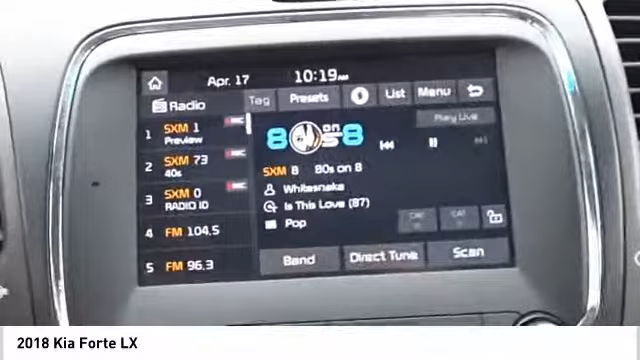 Apr. 17 10:19AM
Radio Tag Presets List Menu
1 SXM 1
Preview
2 SXM 73
40s
3 SXM 0
RADIO ID
4 FM 104.5
5 FM 96.3
8 on 8
Play Live
SXM 8 80s on 8
Whitesnake
Is This Love (87)
Pop
Band Direct Tune Scan
2018 Kia Forte LX